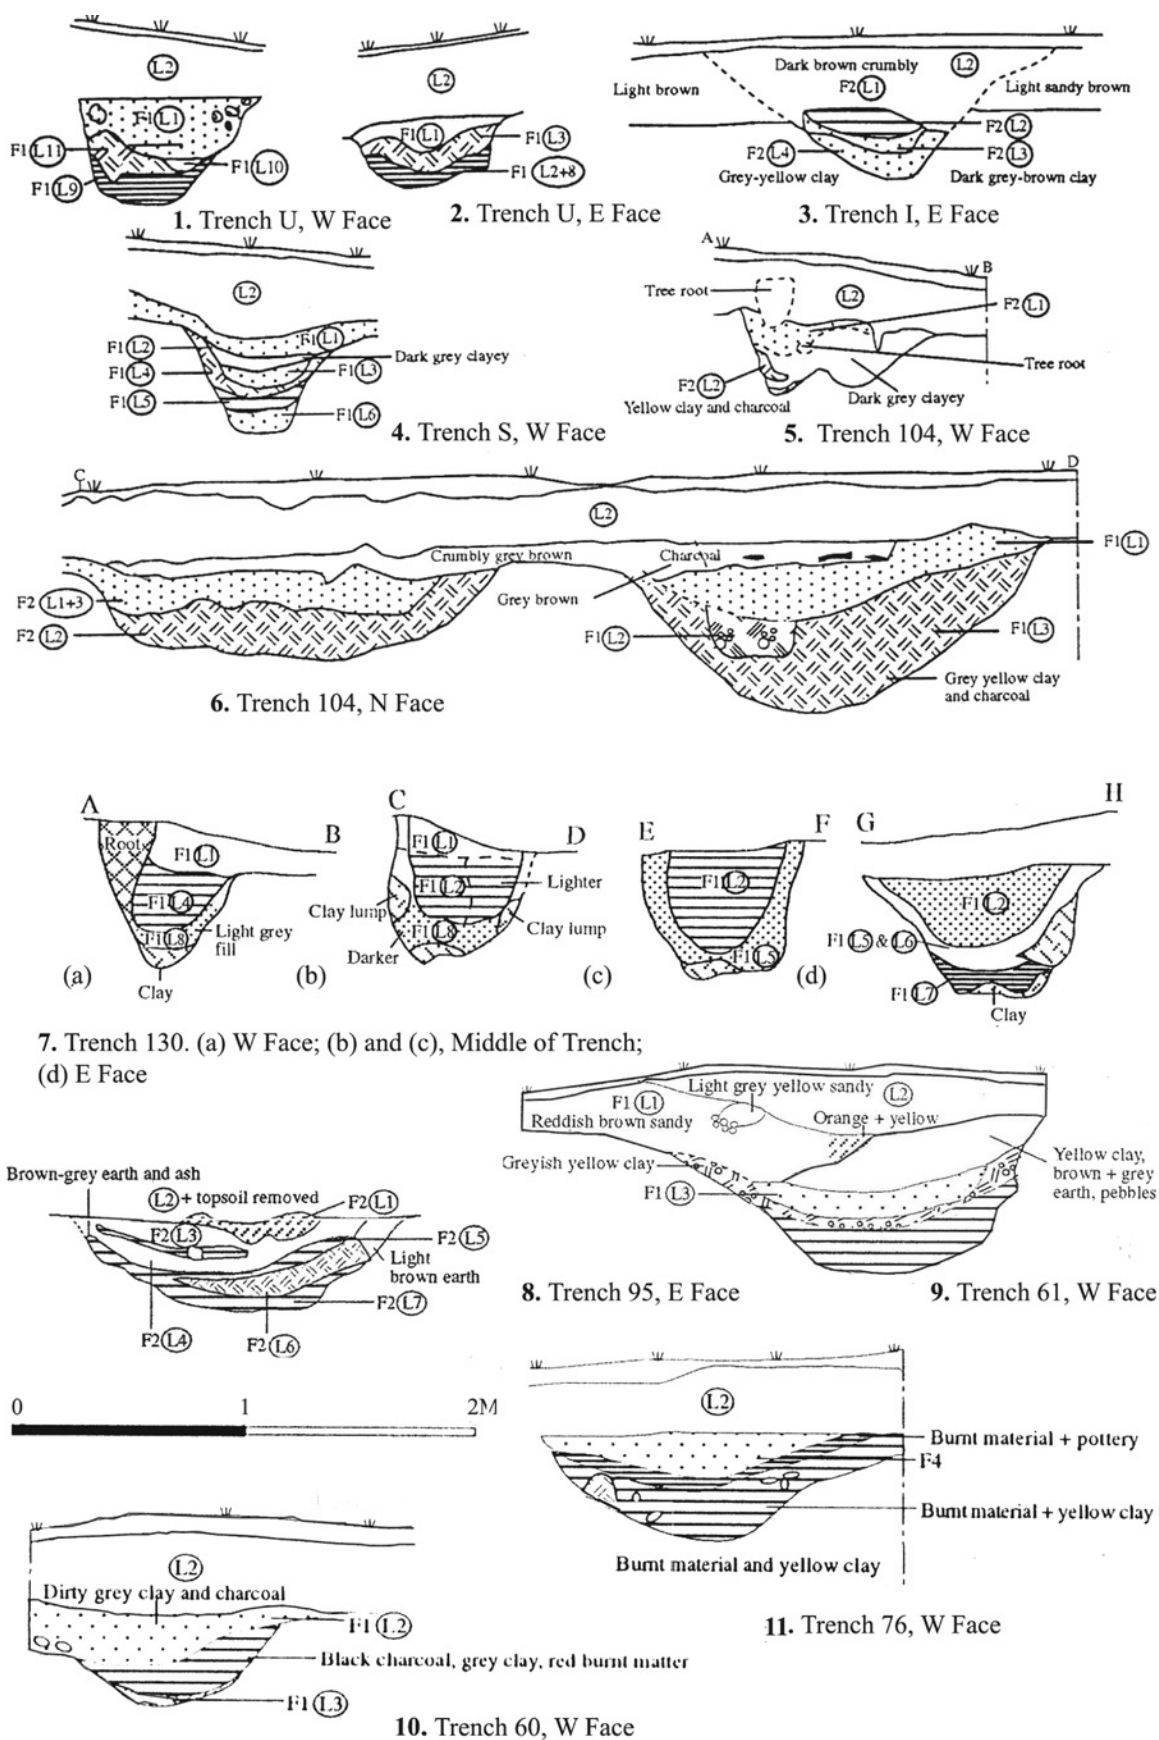 L2
F1 L1
F1 L11
F1 L10
F1 L9
1. Trench U, W Face
L2
F1 L1
F1 L3
F1 L2+8
2. Trench U, E Face
Dark brown crumbly
L2
Light brown
F2 L1
Light sandy brown
F2 L2
F2 L4
F2 L3
Grey-yellow clay
Dark grey-brown clay
3. Trench I, E Face
L2
F1 L1
F1 L2
Dark grey clayey
F1 L4
F1 L3
F1 L5
F1 L6
4. Trench S, W Face
A
B
Tree root
L2
F2 L1
Tree root
F2 L2
Yellow clay and charcoal
Dark grey clayey
5. Trench 104, W Face
C
D
L2
Crumbly grey brown
Charcoal
F1 L1
F2 L1+3
Grey brown
F2 L2
F1 L2
F1 L3
Grey yellow clay
and charcoal
6. Trench 104, N Face
A
B
Root
F1 L1
F1 L4
F1 L8
Light grey
fill
(a)
Clay
C
D
F1 L1
F1 L2
Lighter
Clay lump
F1 L8
Clay lump
Darker
(b)
E
F
F1 L2
F1 L5
(c)
G
H
F1 L2
F1 L5 & L6
F1 L7
Clay
(d)
7. Trench 130. (a) W Face; (b) and (c), Middle of Trench;
(d) E Face
Light grey yellow sandy
L2
F1 L1
Reddish brown sandy
Orange + yellow
Greyish yellow clay
F1 L3
Yellow clay,
brown + grey
earth, pebbles
Brown-grey earth and ash
L2 + topsoil removed
F2 L1
F2 L3
F2 L5
Light
brown earth
F2 L7
F2 L4
F2 L6
8. Trench 95, E Face
9. Trench 61, W Face
0 1 2M
L2
Burnt material + pottery
F4
Burnt material + yellow clay
Burnt material and yellow clay
11. Trench 76, W Face
L2
Dirty grey clay and charcoal
F1 L2
Black charcoal, grey clay, red burnt matter
F1 L3
10. Trench 60, W Face